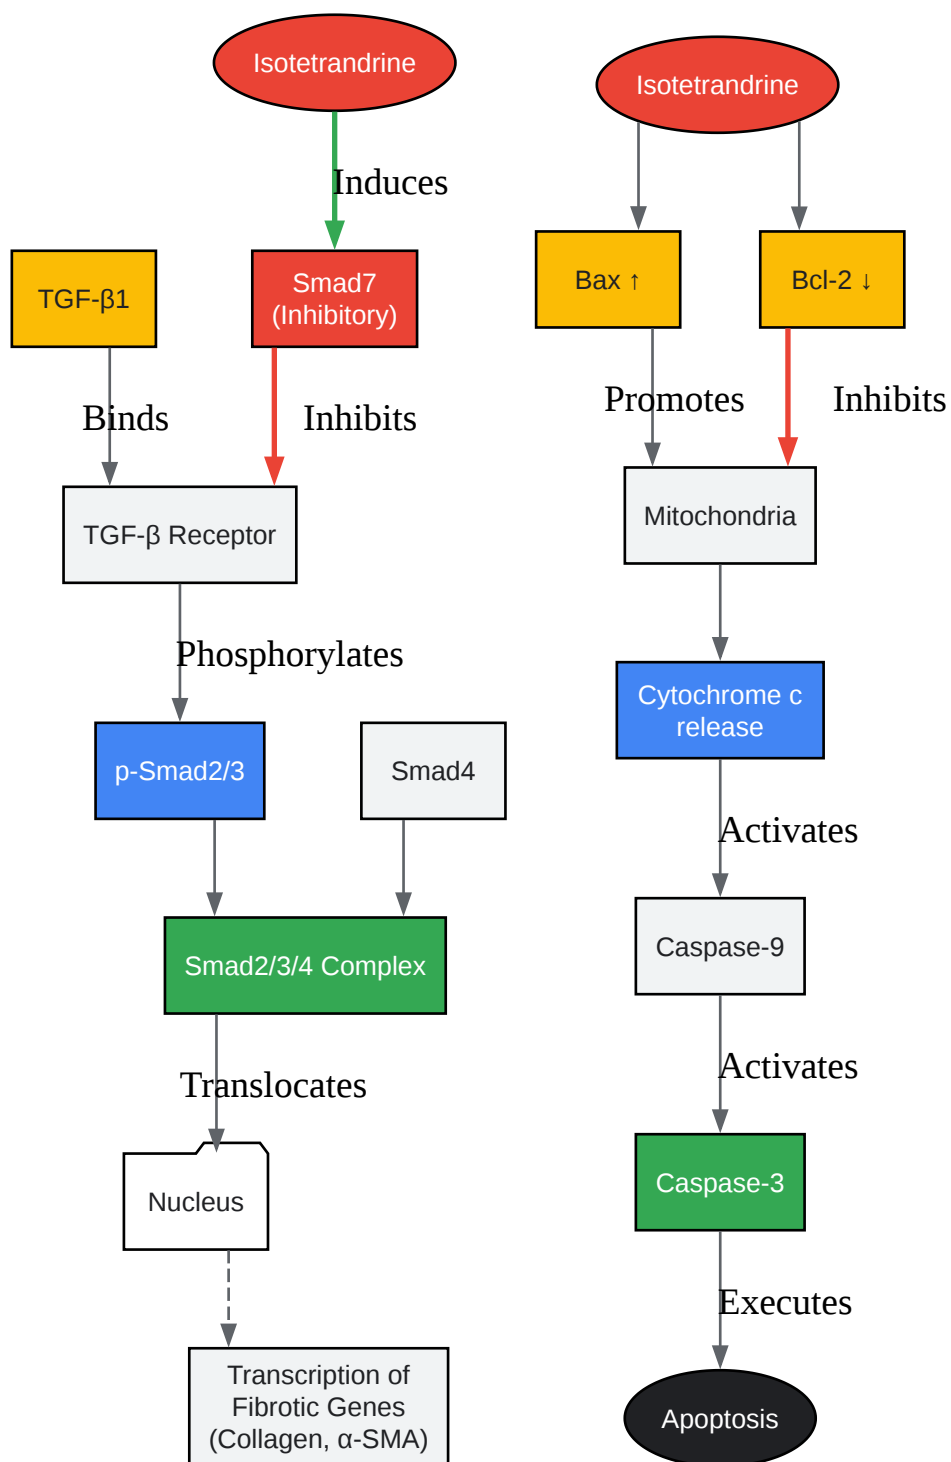 Isotetrandrine
Induces
TGF-β1
Smad7
(Inhibitory)
Binds
Inhibits
TGF-β Receptor
Phosphorylates
p-Smad2/3
Smad4
Smad2/3/4 Complex
Translocates
Nucleus
Transcription of
Fibrotic Genes
(Collagen, α-SMA)
Isotetrandrine
Bax ↑
Bcl-2 ↓
Promotes
Inhibits
Mitochondria
Cytochrome c
release
Activates
Caspase-9
Activates
Caspase-3
Executes
Apoptosis